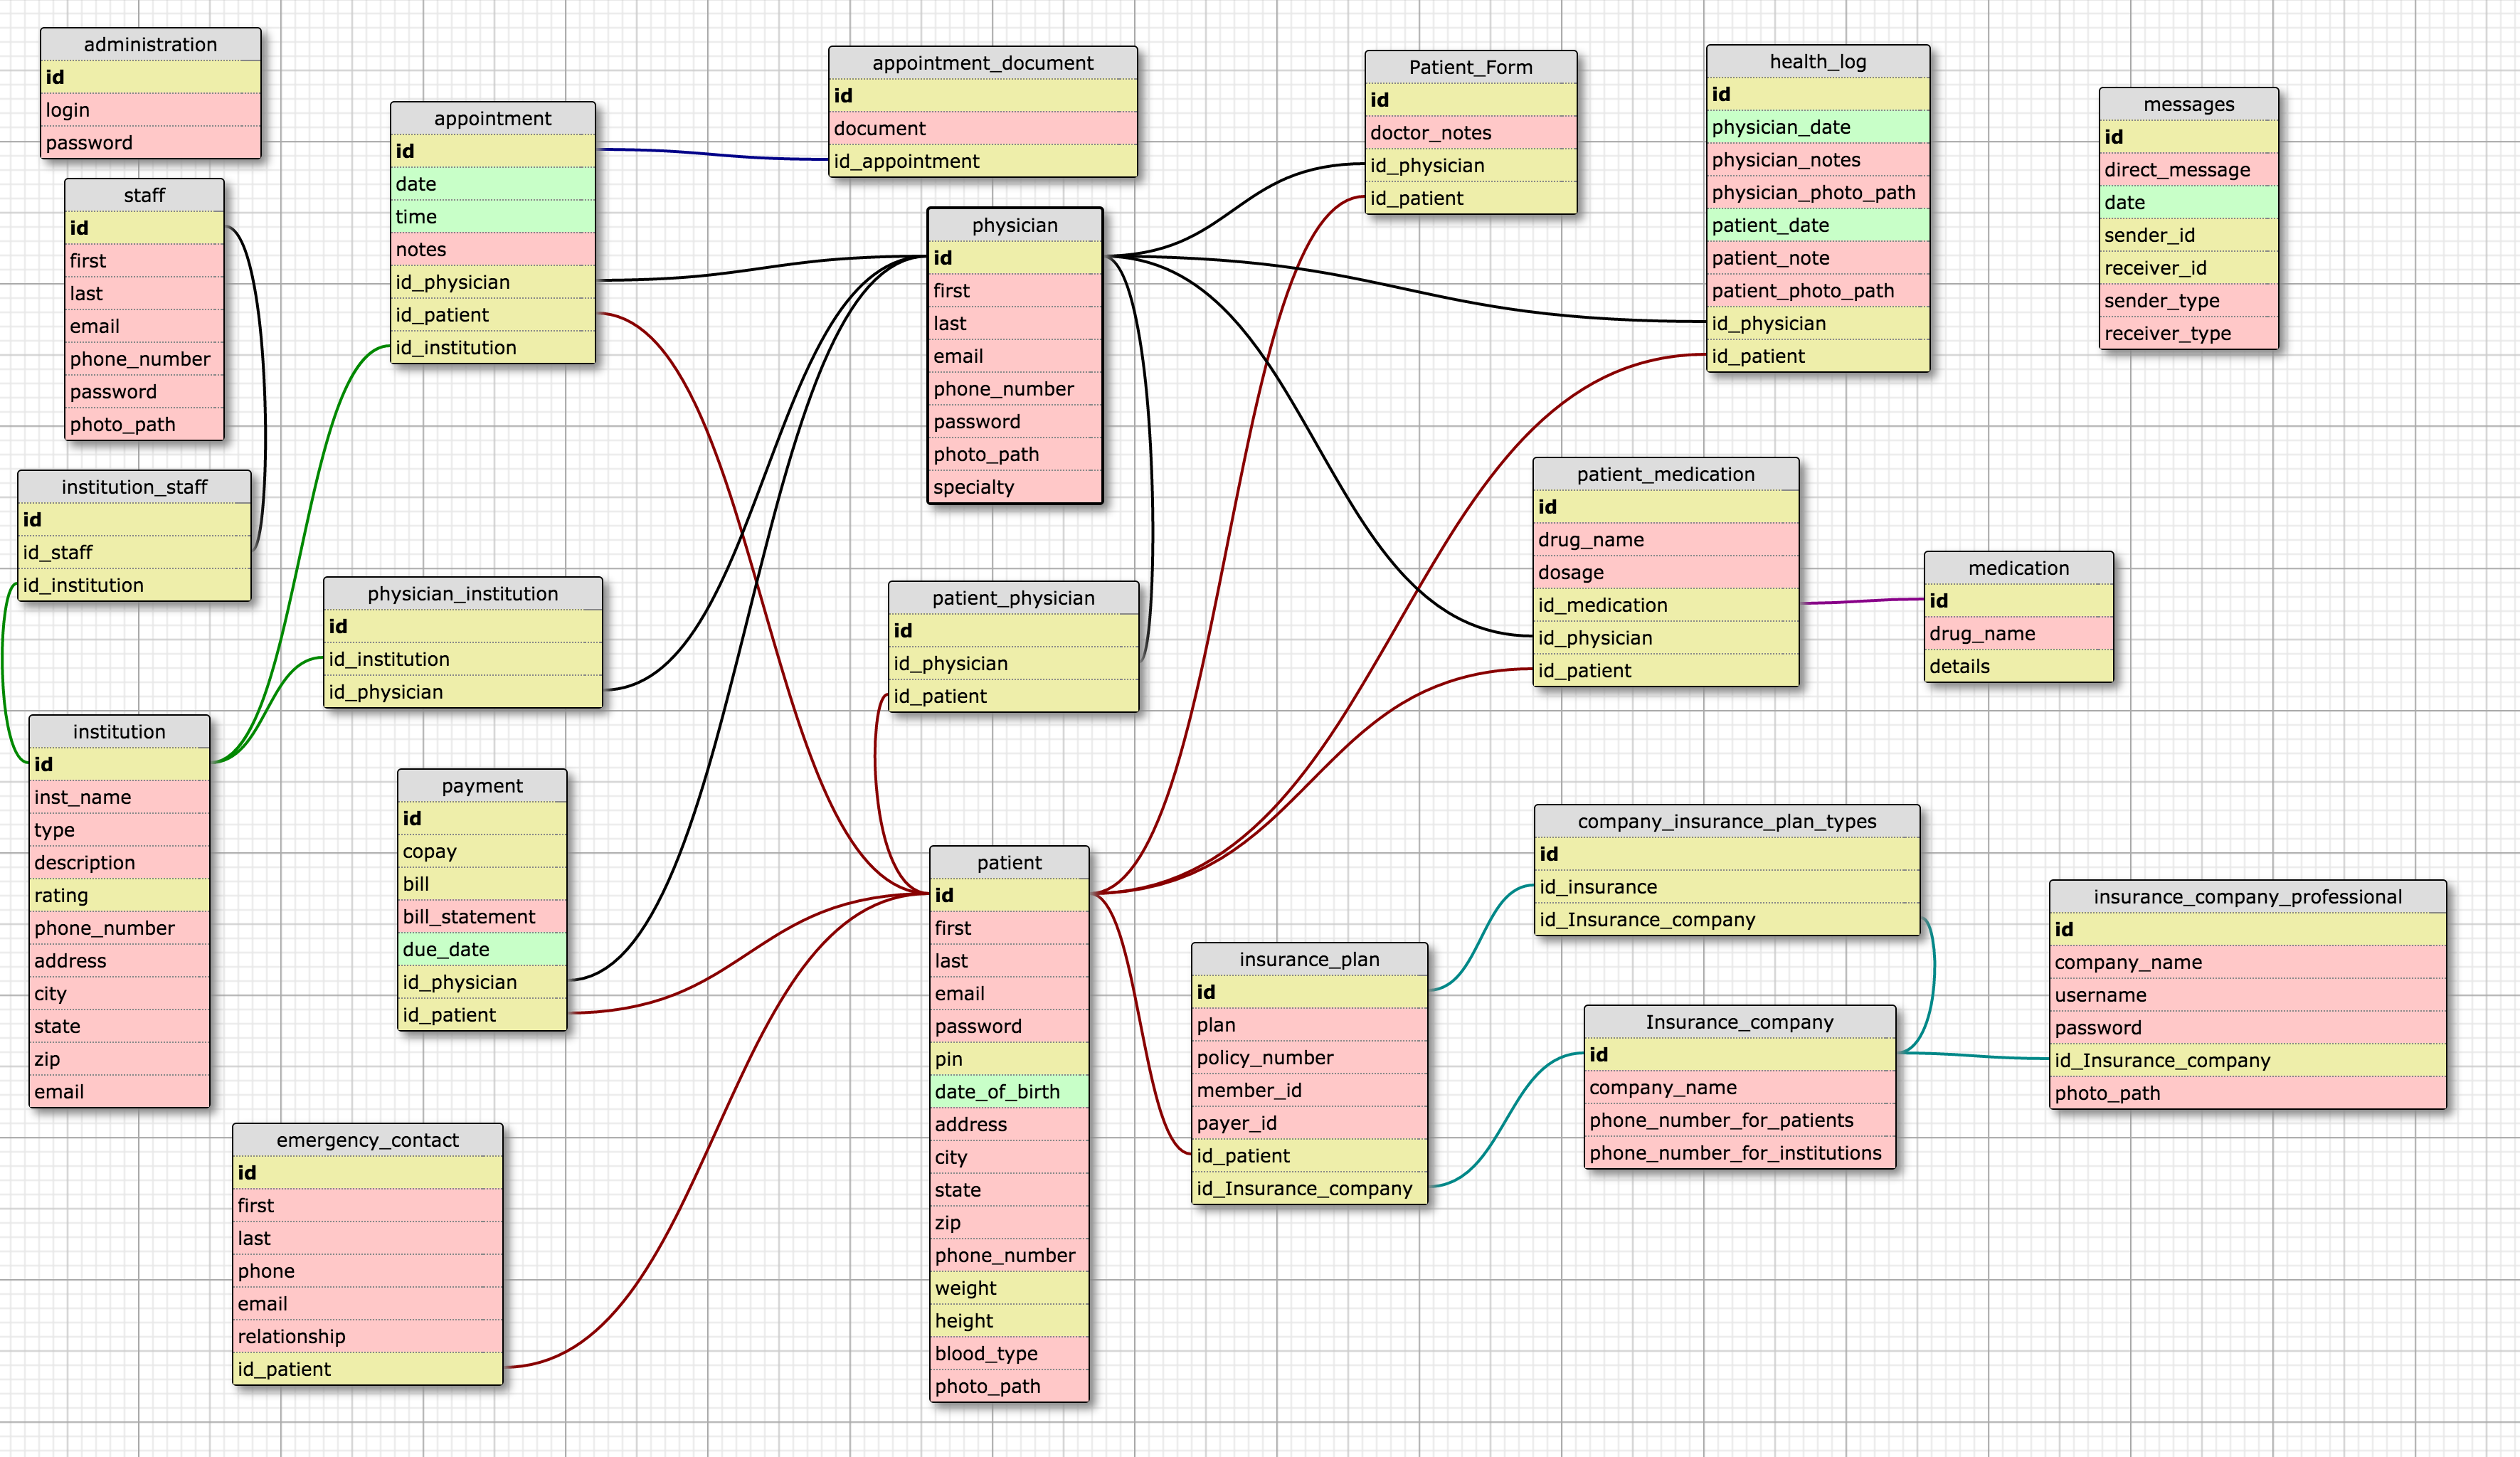 administration
id
login
password
staff
id
first
last
email
phone_number
password
photo_path
institution_staff
id
id_staff
id_institution
institution
id
inst_name
type
description
rating
phone_number
address
city
state
zip
email
appointment
id
date
time
notes
id_physician
id_patient
id_institution
physician_institution
id
id_institution
id_physician
payment
id
copay
bill
bill_statement
due_date
id_physician
id_patient
emergency_contact
id
first
last
phone
email
relationship
id_patient
appointment_document
id
document
id_appointment
physician
id
first
last
email
phone_number
password
photo_path
specialty
patient_physician
id
id_physician
id_patient
patient
id
first
last
email
password
pin
date_of_birth
address
city
state
zip
phone_number
weight
height
blood_type
photo_path
Patient_Form
id
doctor_notes
id_physician
id_patient
health_log
id
physician_date
physician_notes
physician_photo_path
patient_date
patient_note
patient_photo_path
id_physician
id_patient
messages
id
direct_message
date
sender_id
receiver_id
sender_type
receiver_type
patient_medication
id
drug_name
dosage
id_medication
id_physician
id_patient
medication
id
drug_name
details
company_insurance_plan_types
id
id_insurance
id_Insurance_company
insurance_plan
id
plan
policy_number
member_id
payer_id
id_patient
id_Insurance_company
Insurance_company
id
company_name
phone_number_for_patients
phone_number_for_institutions
insurance_company_professional
id
company_name
username
password
id_Insurance_company
photo_path